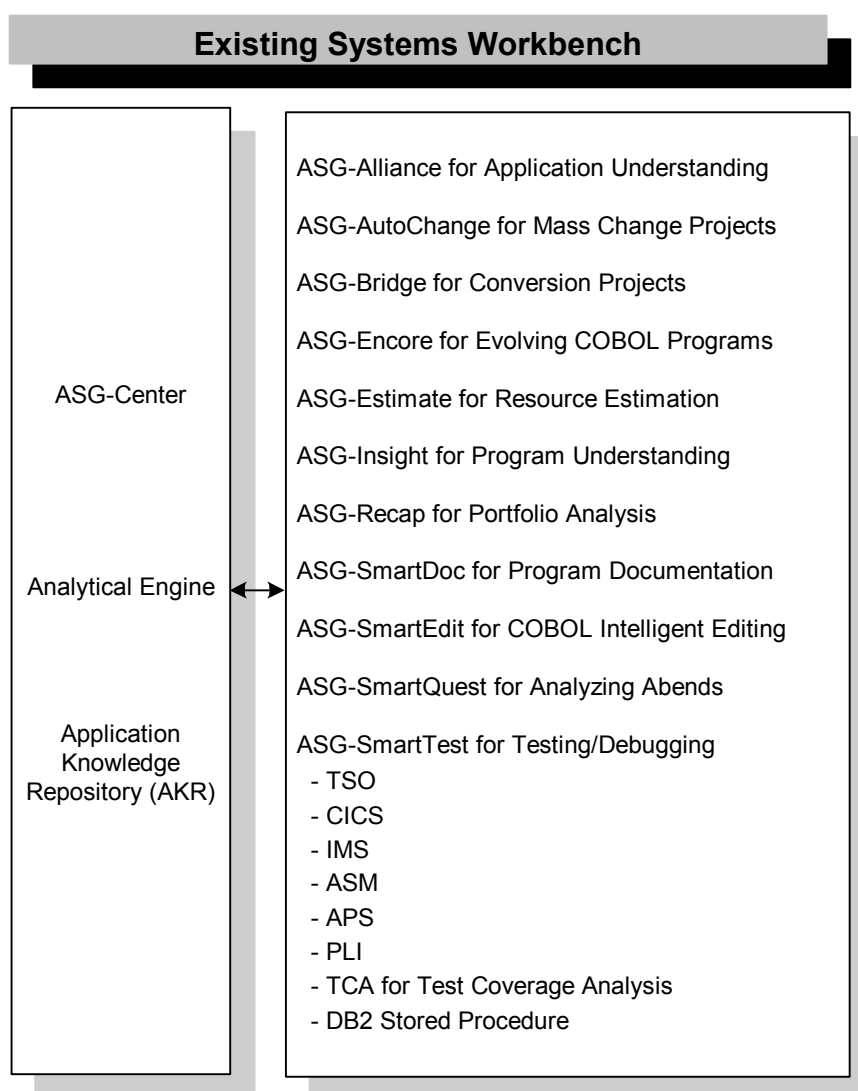 Existing Systems Workbench
ASG-Center
Analytical Engine
Application
Knowledge
Repository (AKR)
ASG-Alliance for Application Understanding
ASG-AutoChange for Mass Change Projects
ASG-Bridge for Conversion Projects
ASG-Encore for Evolving COBOL Programs
ASG-Estimate for Resource Estimation
ASG-Insight for Program Understanding
ASG-Recap for Portfolio Analysis
ASG-SmartDoc for Program Documentation
ASG-SmartEdit for COBOL Intelligent Editing
ASG-SmartQuest for Analyzing Abends
ASG-SmartTest for Testing/Debugging
- TSO
- CICS
- IMS
- ASM
- APS
- PLI
- TCA for Test Coverage Analysis
- DB2 Stored Procedure